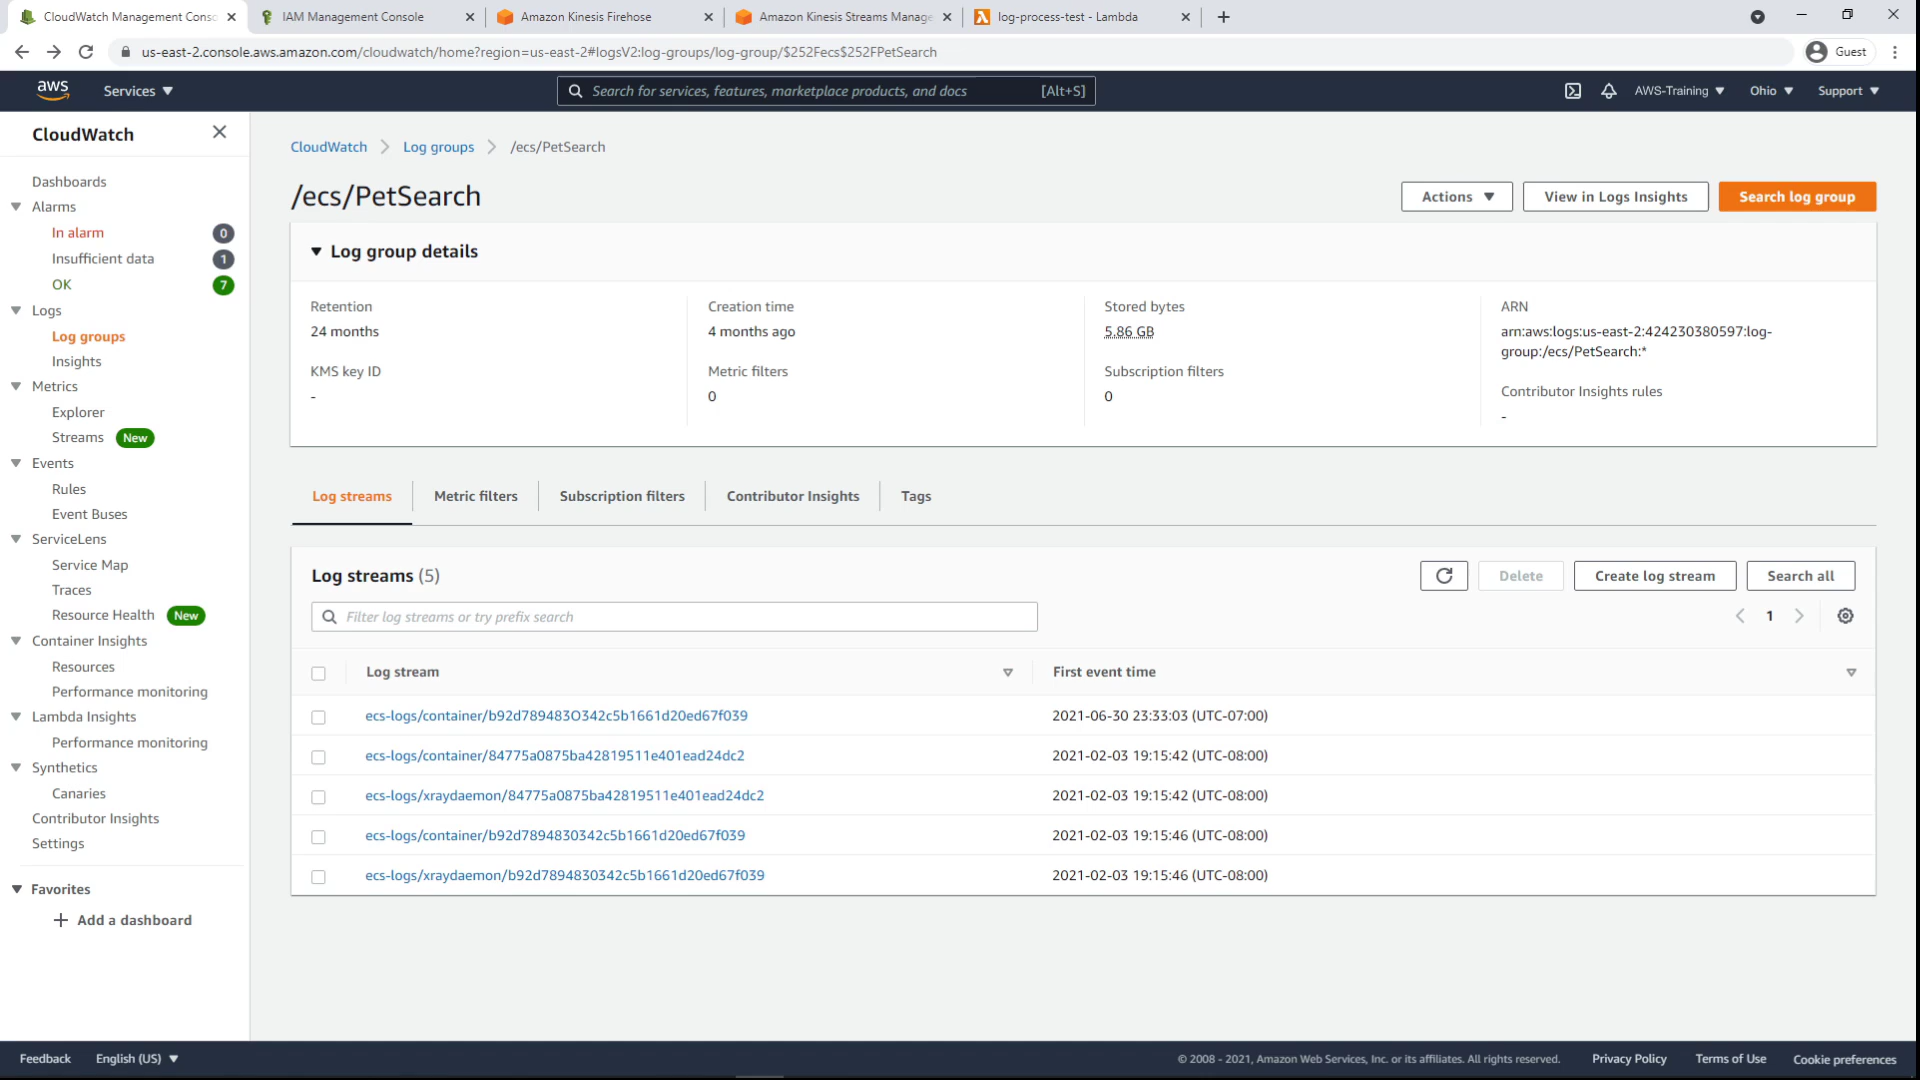 CloudWatch Management Conso
IAM Management Console
Amazon Kinesis Firehose
Amazon Kinesis Streams Manage
log-process-test - Lambda
us-east-2.console.aws.amazon.com/cloudwatch/home?region=us-east-2#logsV2:log-groups/log-group/$252Fecs$252FPetSearch
Guest
aws
Services
Search for services, features, marketplace products, and docs
[Alt+S]
AWS-Training
Ohio
Support
CloudWatch
Dashboards
Alarms
In alarm 0
Insufficient data 1
OK 7
Logs
Log groups
Insights
Metrics
Explorer
Streams New
Events
Rules
Event Buses
ServiceLens
Service Map
Traces
Resource Health New
Container Insights
Resources
Performance monitoring
Lambda Insights
Performance monitoring
Synthetics
Canaries
Contributor Insights
Settings
Favorites
Add a dashboard
CloudWatch
Log groups
/ecs/PetSearch
/ecs/PetSearch
Actions
View in Logs Insights
Search log group
Log group details
Retention
24 months
KMS key ID
-
Creation time
4 months ago
Metric filters
0
Stored bytes
5.86 GB
Subscription filters
0
ARN
arn:aws:logs:us-east-2:424230380597:log-
group:/ecs/PetSearch:*
Contributor Insights rules
-
Log streams
Metric filters
Subscription filters
Contributor Insights
Tags
Log streams (5)
Delete
Create log stream
Search all
Filter log streams or try prefix search
1
Log stream
First event time
ecs-logs/container/b92d789483O342c5b1661d20ed67f039 2021-06-30 23:33:03 (UTC-07:00)
ecs-logs/container/84775a0875ba42819511e401ead24dc2 2021-02-03 19:15:42 (UTC-08:00)
ecs-logs/xraydaemon/84775a0875ba42819511e401ead24dc2 2021-02-03 19:15:42 (UTC-08:00)
ecs-logs/container/b92d7894830342c5b1661d20ed67f039 2021-02-03 19:15:46 (UTC-08:00)
ecs-logs/xraydaemon/b92d7894830342c5b1661d20ed67f039 2021-02-03 19:15:46 (UTC-08:00)
Feedback
English (US)
© 2008 - 2021, Amazon Web Services, Inc. or its affiliates. All rights reserved.
Privacy Policy
Terms of Use
Cookie preferences